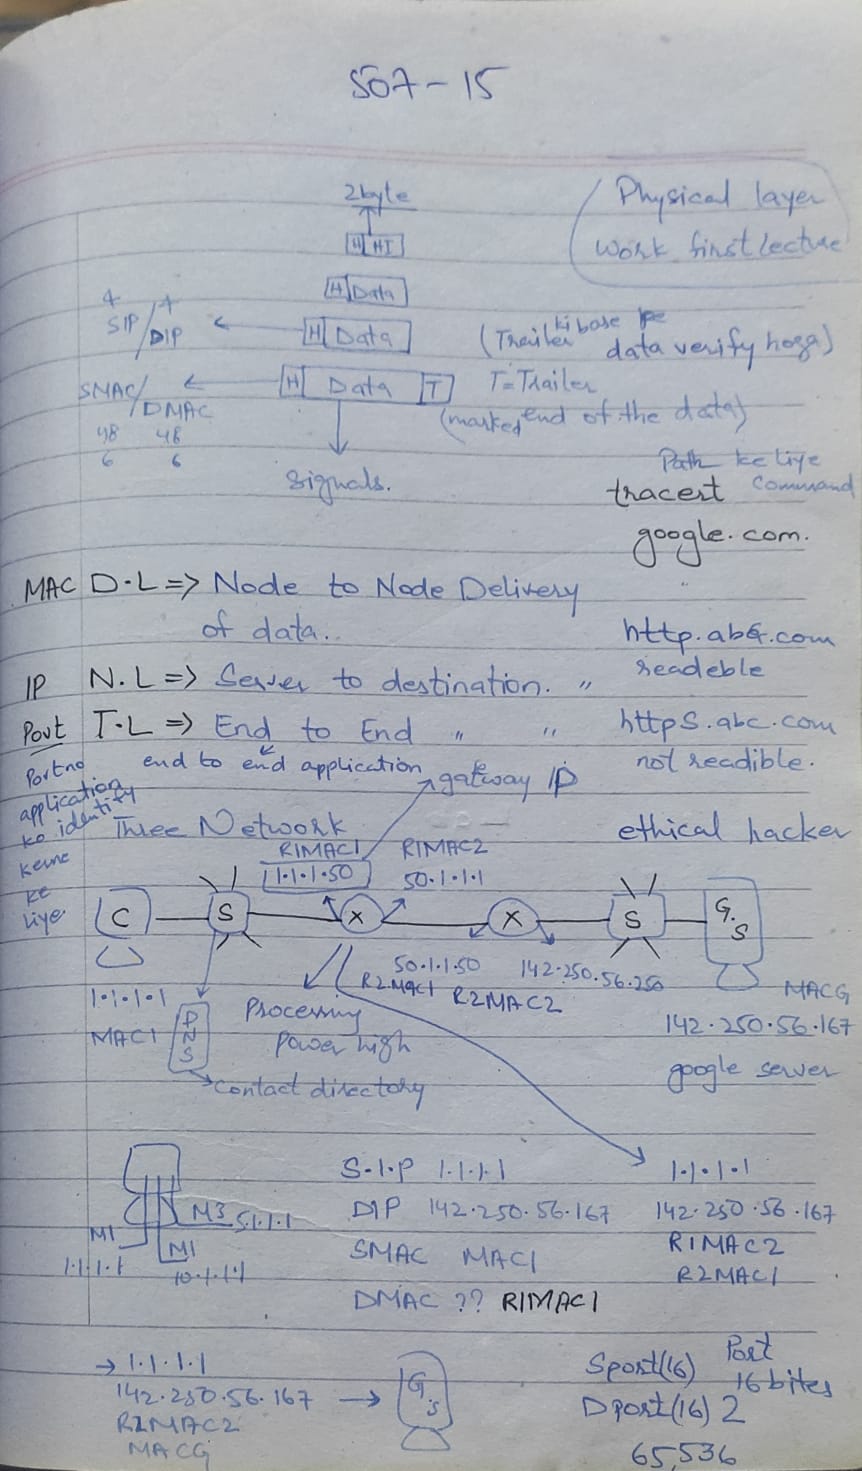 S07-15
2byte
Physical layer
work first lecture
H HI
H Data
4 4
SIP/DIP
H Data
(Trailer ki base pe
data verify hoga)
SMAC/DMAC
H Data T
T=Trailer
(marked end of the data)
48 48
6 6
Signals.
Path ke liye
tracert command
google.com.
MAC D.L => Node to Node Delivery
of data..
http.abc.com
readeble
IP N.L => Server to destination. "
Port T.L => End to End " "
https.abc.com
not readible.
end to end application
Port no
application
ko identify
kerne
ke
liye
gateway IP
Three Network
ethical hacker
R1MAC1 R1MAC2
1.1.1.50 50.1.1.1
C S X X S G.S
50.1.1.50 142.250.56.250
R2MAC1 R2MAC2
1.1.1.1
MAC1
DNS
Processing
power high
MACG
142.250.56.167
google server
Contact directory
S.I.P 1.1.1.1 1.1.1.1
M3 51.1.1
DIP 142.250.56.167 142.250.56.167
M1
M1
SMAC MAC1 R1MAC2
1.1.1.1 10.1.1.1
R2MAC1
DMAC ?? R1MAC1
→ 1.1.1.1
142.250.56.167 → G.S
R2MAC2
MACG
Sport(16) Port
16 bites
Dport(16) 2
65,536